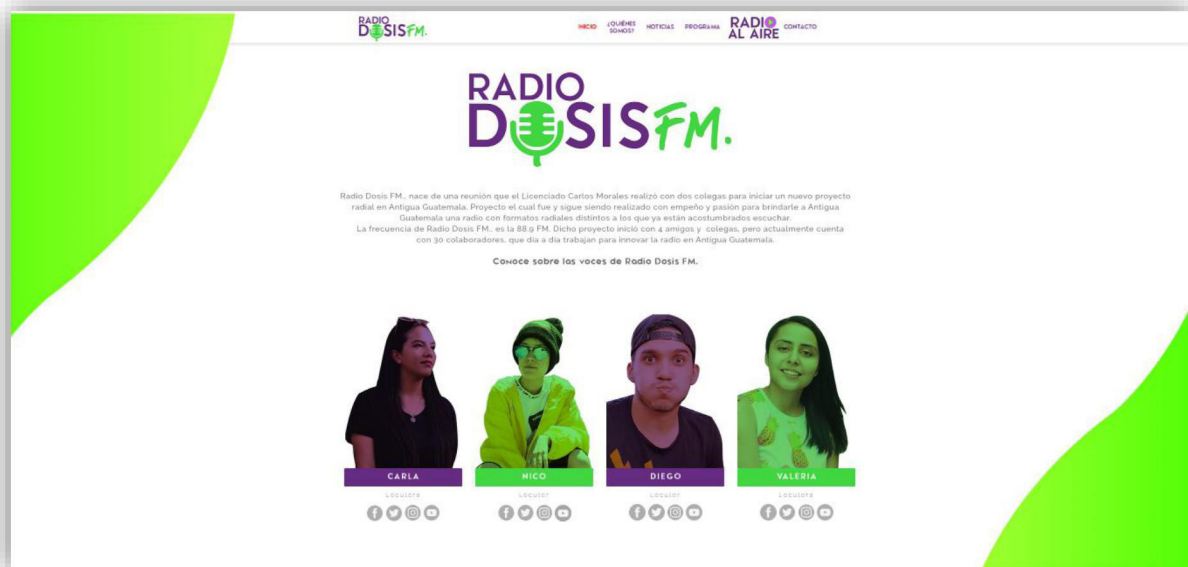 RADIO
DOSIS FM.
INICIO
¿QUIÉNES
SOMOS?
NOTICIAS
PROGRAMA
RADIO
AL AIRE
CONTACTO
RADIO
DOSIS FM.
Radio Dosis FM., nace de una reunión que el Licenciado Carlos Morales realizó con dos colegas para iniciar un nuevo proyecto
radial en Antigua Guatemala. Proyecto el cual fue y sigue siendo realizado con empeño y pasión para brindarle a Antigua
Guatemala una radio con formatos radiales distintos a los que ya están acostumbrados escuchar.
La frecuencia de Radio Dosis FM., es la 88.9 FM. Dicho proyecto inició con 4 amigos y colegas, pero actualmente cuenta
con 30 colaboradores, que día a día trabajan para innovar la radio en Antigua Guatemala.
Conoce sobre las voces de Radio Dosis FM.
CARLA
NICO
DIEGO
VALERIA
Locutora
Locutor
Locutor
Locutora